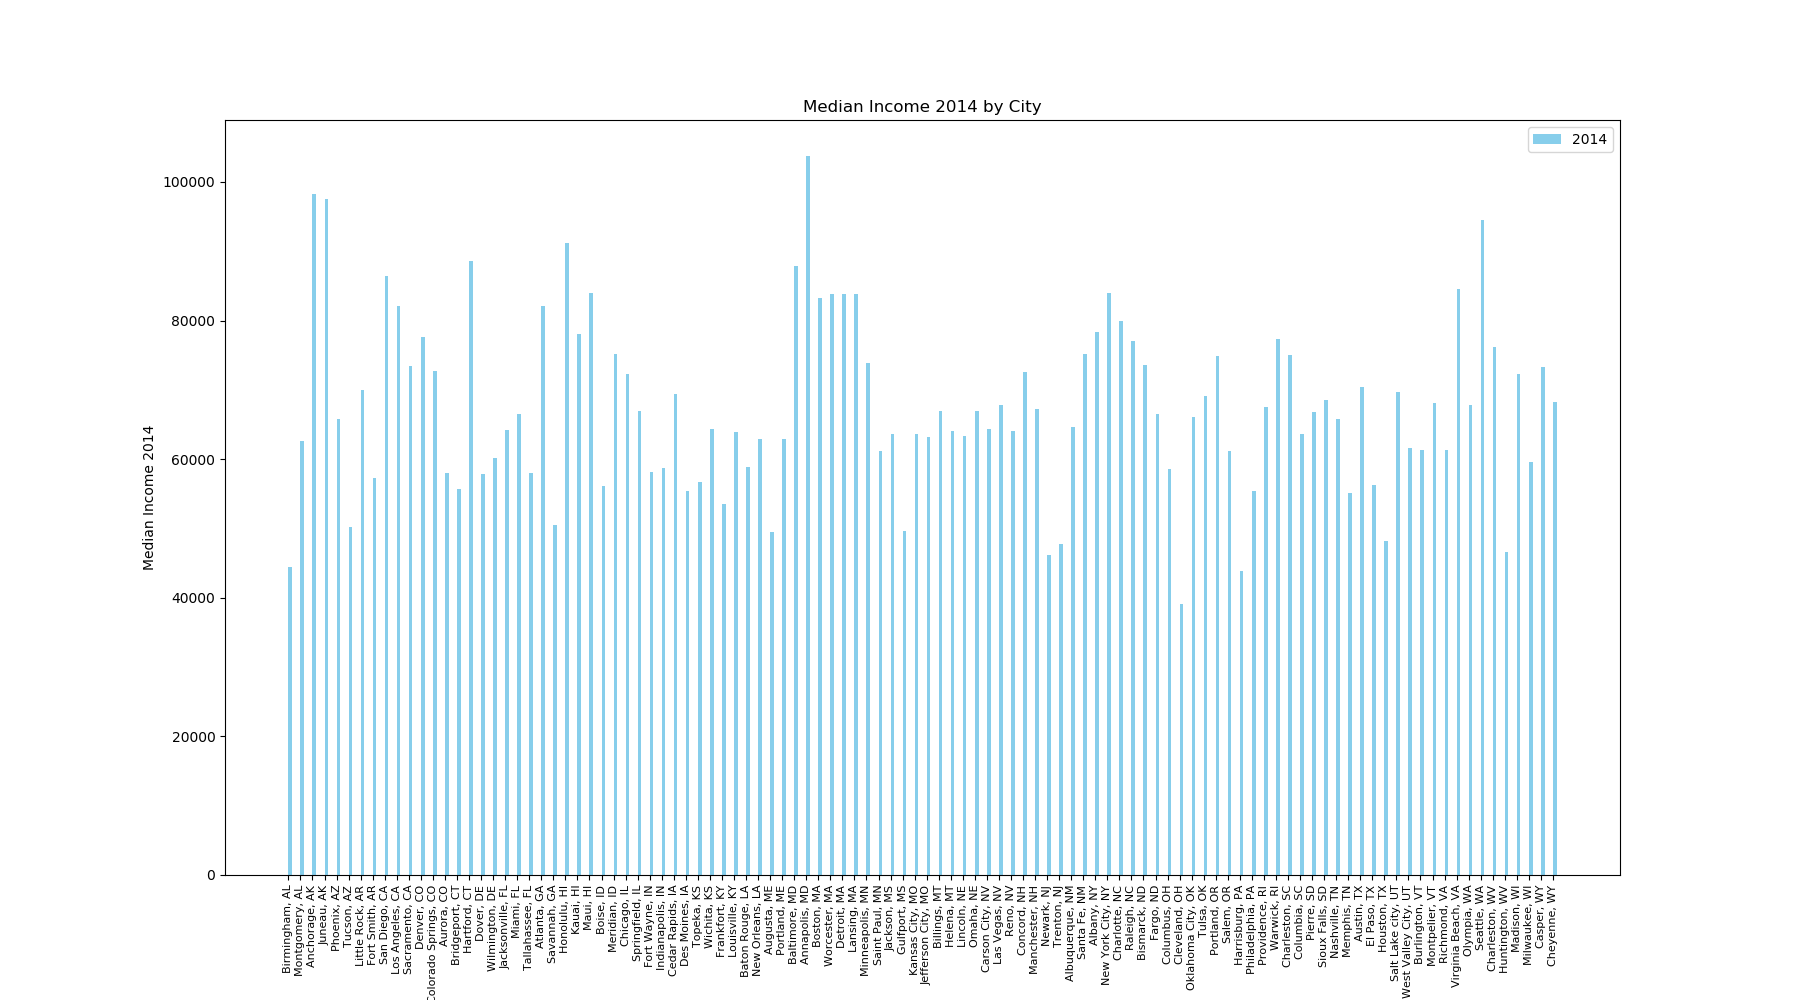 Median Income 2014 by City
2014
Median Income 2014
100000
80000
60000
40000
20000
0
Birmingham, AL
Montgomery, AL
Anchorage, AK
Juneau, AK
Phoenix, AZ
Tucson, AZ
Little Rock, AR
Fort Smith, AR
San Diego, CA
Los Angeles, CA
Sacramento, CA
Denver, CO
Colorado Springs, CO
Aurora, CO
Bridgeport, CT
Hartford, CT
Dover, DE
Wilmington, DE
Jacksonville, FL
Miami, FL
Tallahassee, FL
Atlanta, GA
Savannah, GA
Honolulu, HI
Kauai, HI
Maui, HI
Boise, ID
Meridian, ID
Chicago, IL
Springfield, IL
Fort Wayne, IN
Indianapolis, IN
Cedar Rapids, IA
Des Moines, IA
Topeka, KS
Wichita, KS
Frankfort, KY
Louisville, KY
Baton Rouge, LA
New Orleans, LA
Augusta, ME
Portland, ME
Baltimore, MD
Annapolis, MD
Boston, MA
Worcester, MA
Detroit, MA
Lansing, MA
Minneapolis, MN
Saint Paul, MN
Jackson, MS
Gulfport, MS
Kansas City, MO
Jefferson City, MO
Billings, MT
Helena, MT
Lincoln, NE
Omaha, NE
Carson City, NV
Las Vegas, NV
Reno, NV
Concord, NH
Manchester, NH
Newark, NJ
Trenton, NJ
Albuquerque, NM
Santa Fe, NM
Albany, NY
New York City, NY
Charlotte, NC
Raleigh, NC
Bismarck, ND
Fargo, ND
Columbus, OH
Cleveland, OH
Oklahoma City, OK
Tulsa, OK
Portland, OR
Salem, OR
Harrisburg, PA
Philadelphia, PA
Providence, RI
Warwick, RI
Charleston, SC
Columbia, SC
Pierre, SD
Sioux Falls, SD
Nashville, TN
Memphis, TN
Austin, TX
El Paso, TX
Houston, TX
Salt Lake city, UT
West Valley City, UT
Burlington, VT
Montpelier, VT
Richmond, VA
Virginia Beach, VA
Olympia, WA
Seattle, WA
Charleston, WV
Huntington, WV
Madison, WI
Milwaukee, WI
Casper, WY
Cheyenne, WY